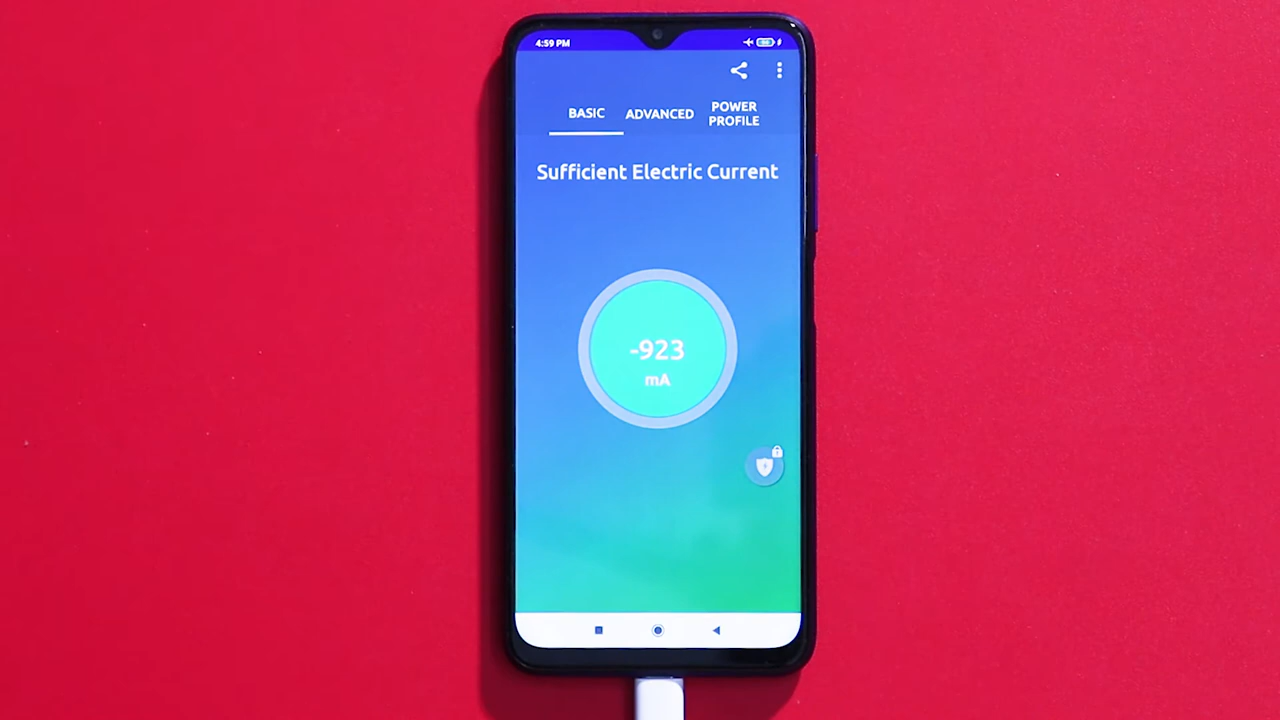 4:59 PM
BASIC
ADVANCED
POWER
PROFILE
Sufficient Electric Current
-923
mA